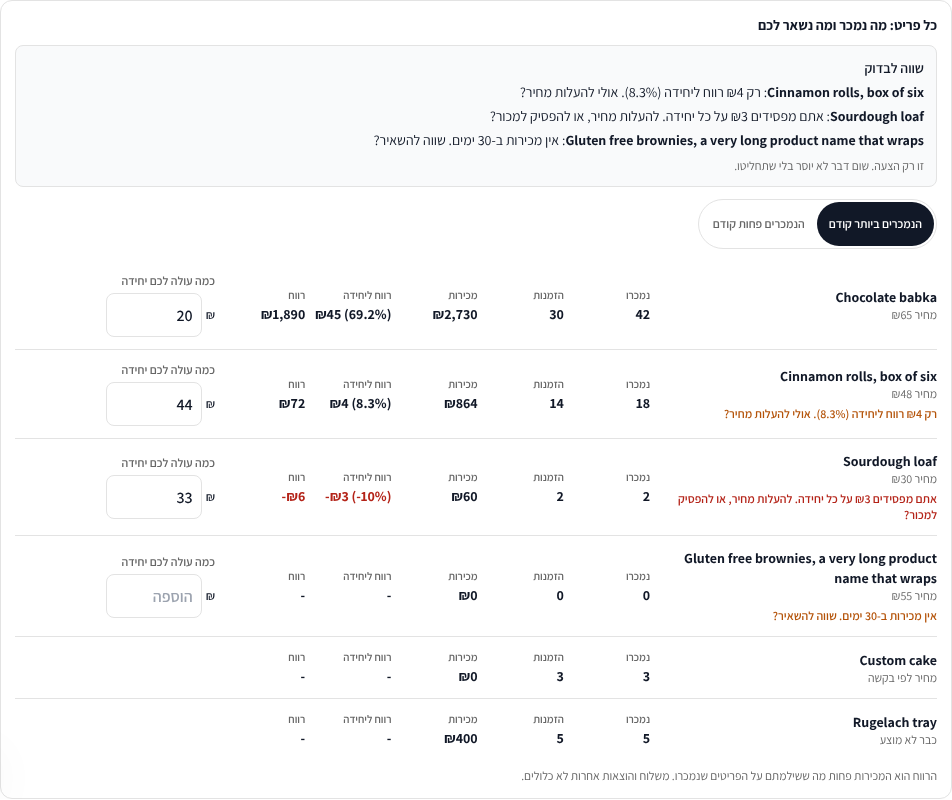 כל פריט: מה נמכר ומה נשאר לכם
שווה לבדוק
Cinnamon rolls, box of six: רק ₪4 רווח ליחידה (8.3%). אולי להעלות מחיר?
Sourdough loaf: אתם מפסידים ₪3 על כל יחידה. להעלות מחיר, או להפסיק למכור?
Gluten free brownies, a very long product name that wraps: אין מכירות ב-30 ימים. שווה להשאיר?
זו רק הצעה. שום דבר לא יוסר בלי שתחליטו.
הנמכרים ביותר קודם
הנמכרים פחות קודם
Chocolate babka
מחיר ₪65
נמכרו
42
הזמנות
30
מכירות
₪2,730
רווח ליחידה
₪45 (69.2%)
רווח
₪1,890
כמה עולה לכם יחידה
₪ 20
Cinnamon rolls, box of six
מחיר ₪48
רק ₪4 רווח ליחידה (8.3%). אולי להעלות מחיר?
נמכרו
18
הזמנות
14
מכירות
₪864
רווח ליחידה
₪4 (8.3%)
רווח
₪72
כמה עולה לכם יחידה
₪ 44
Sourdough loaf
מחיר ₪30
אתם מפסידים ₪3 על כל יחידה. להעלות מחיר, או להפסיק
למכור?
נמכרו
2
הזמנות
2
מכירות
₪60
רווח ליחידה
-₪3 (-10%)
רווח
-₪6
כמה עולה לכם יחידה
₪ 33
Gluten free brownies, a very long product
name that wraps
מחיר ₪55
אין מכירות ב-30 ימים. שווה להשאיר?
נמכרו
0
הזמנות
0
מכירות
₪0
רווח ליחידה
-
רווח
-
כמה עולה לכם יחידה
₪ הוספה
Custom cake
מחיר לפי בקשה
נמכרו
3
הזמנות
3
מכירות
₪0
רווח ליחידה
-
רווח
-
Rugelach tray
כבר לא מוצע
נמכרו
5
הזמנות
5
מכירות
₪400
רווח ליחידה
-
רווח
-
הרווח הוא המכירות פחות מה ששילמתם על הפריטים שנמכרו. משלוח והוצאות אחרות לא כלולים.